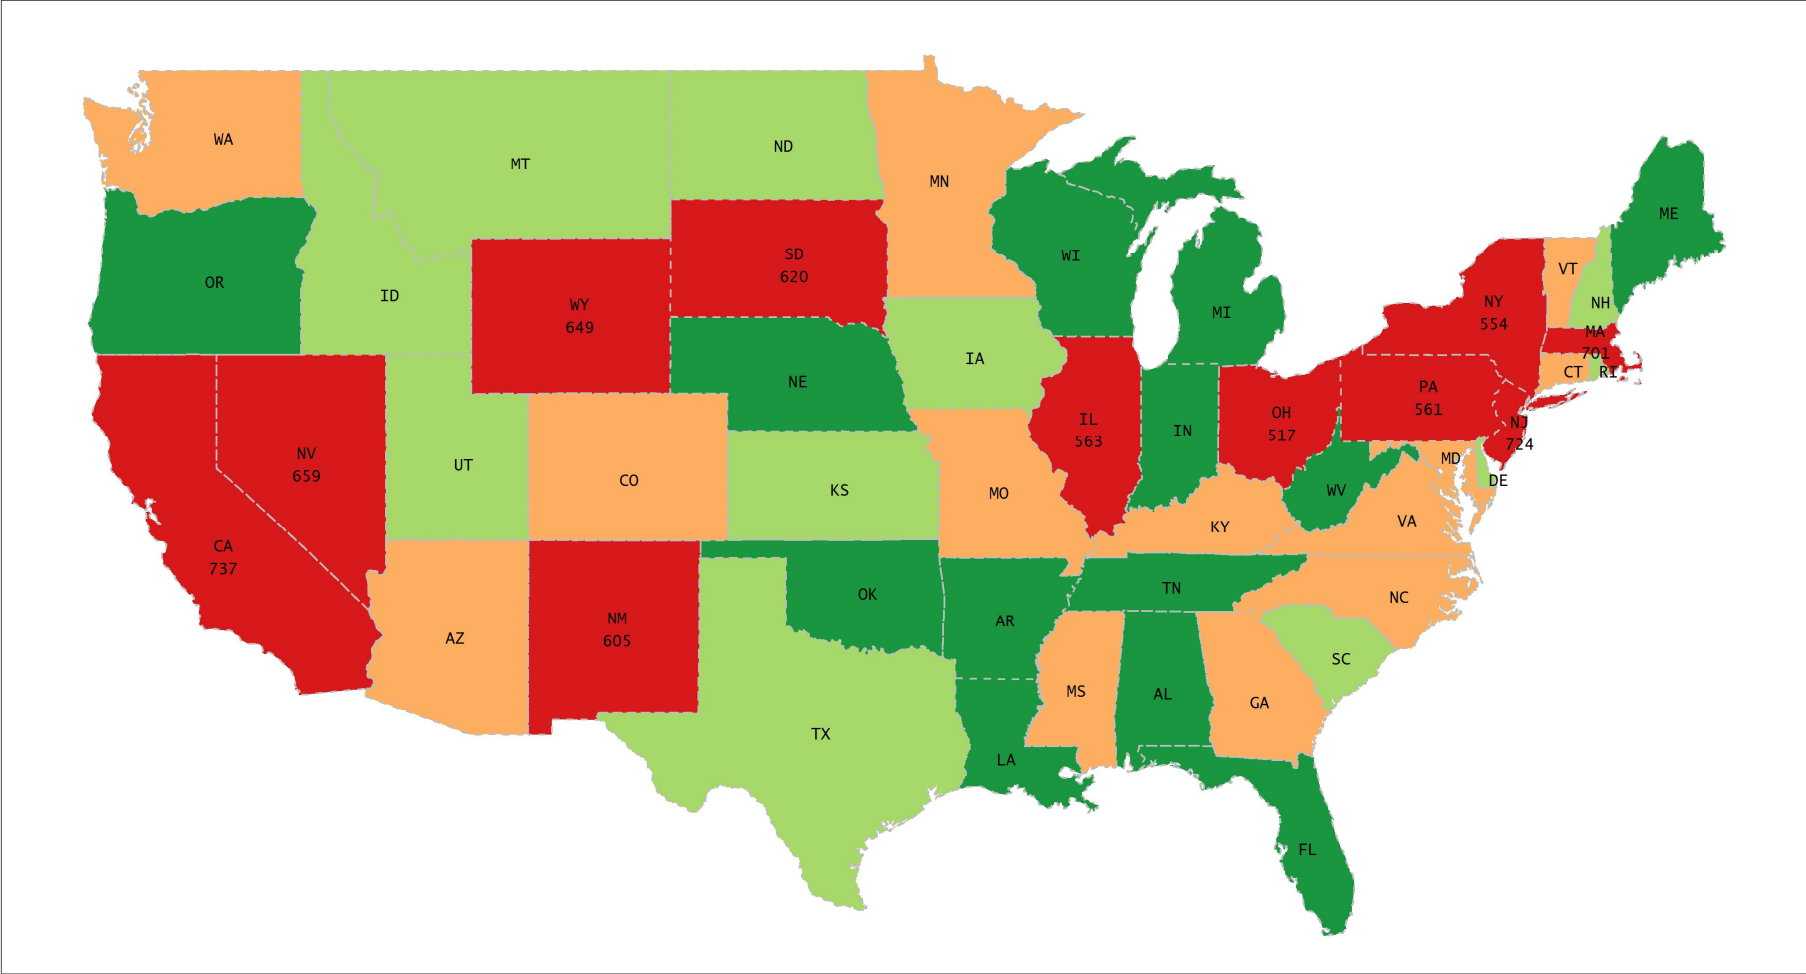 WA
MT
ND
MN
ME
OR
ID
WY
649
SD
620
WI
MI
VT
NH
NY
554
MA
701
CT
RI
IA
NE
PA
561
NJ
724
IL
563
IN
OH
517
NV
659
UT
CO
KS
MO
MD
DE
WV
VA
KY
CA
737
AZ
NM
605
OK
AR
TN
NC
SC
MS
AL
GA
TX
LA
FL